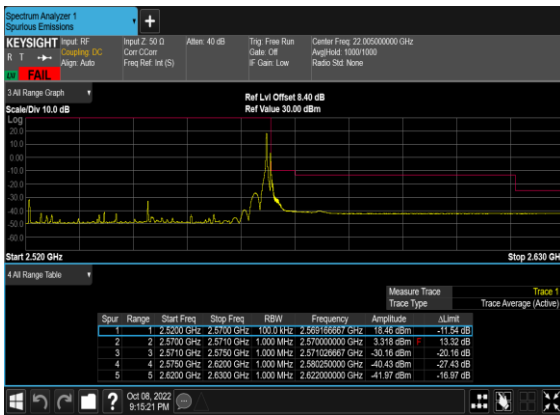 Spectrum Analyzer 1
Spurious Emissions
KEYSIGHT Input: RF Input Z: 50 Ω Atten: 40 dB Trig: Free Run Center Freq: 22.005000000 GHz
R T Coupling: DC Corr CCorr Gate: Off Avg|Hold: 1000/1000
Align: Auto Freq Ref: Int (S) IF Gain: Low Radio Std: None
FAIL
3 All Range Graph
Ref Lvl Offset 8.40 dB
Scale/Div 10.0 dB Ref Value 30.00 dBm
Log
20.0
10.0
0.00
-10.0
-20.0
-30.0
-40.0
-50.0
-60.0
Start 2.520 GHz Stop 2.630 GH
4 All Range Table
Measure Trace Trace 1
Trace Type Trace Average (Active)
Spur Range Start Freq Stop Freq RBW Frequency Amplitude ΔLimit
1 1 2.5200 GHz 2.5700 GHz 100.0 kHz 2.569166667 GHz 18.46 dBm -11.54 dB
2 2 2.5700 GHz 2.5710 GHz 1.000 MHz 2.570000000 GHz 3.318 dBm F 13.32 dB
3 3 2.5710 GHz 2.5750 GHz 1.000 MHz 2.571026667 GHz -30.16 dBm -20.16 dB
4 4 2.5750 GHz 2.6200 GHz 1.000 MHz 2.580250000 GHz -40.43 dBm -27.43 dB
5 5 2.6200 GHz 2.6300 GHz 1.000 MHz 2.622000000 GHz -41.97 dBm -16.97 dB
Oct 08, 2022
9:15:21 PM